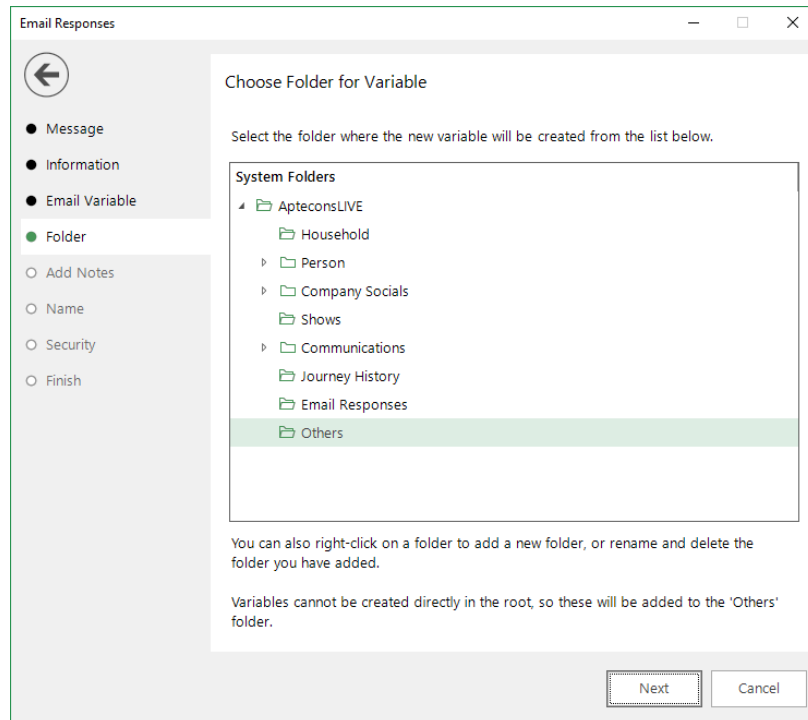 Email Responses
Message
Information
Email Variable
Folder
Add Notes
Name
Security
Finish
Choose Folder for Variable
Select the folder where the new variable will be created from the list below.
System Folders
ApteconsLIVE
Household
Person
Company Socials
Shows
Communications
Journey History
Email Responses
Others
You can also right-click on a folder to add a new folder, or rename and delete the
folder you have added.
Variables cannot be created directly in the root, so these will be added to the 'Others'
folder.
Next
Cancel